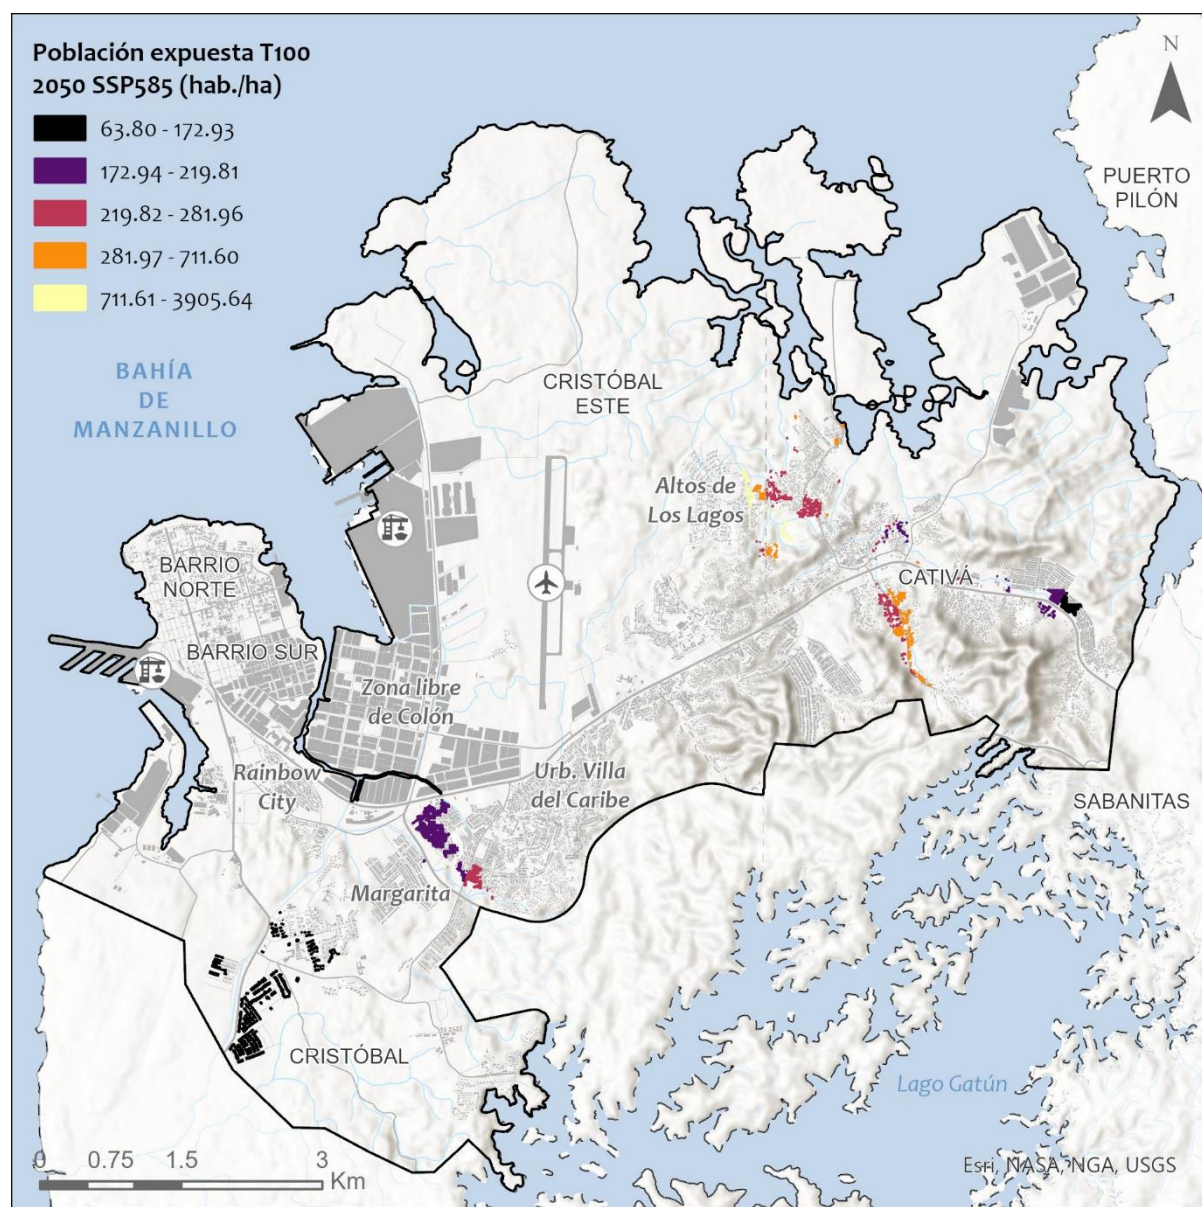 Población expuesta T100
2050 SSP585 (hab./ha)
63.80 - 172.93
172.94 - 219.81
219.82 - 281.96
281.97 - 711.60
711.61 - 3905.64
N
PUERTO
PILÓN
BAHÍA
DE
MANZANILLO
CRISTÓBAL
ESTE
Altos de
Los Lagos
BARRIO
NORTE
CATIVÁ
BARRIO SUR
Zona libre
de Colón
Rainbow
City
Urb. Villa
del Caribe
SABANITAS
Margarita
CRISTÓBAL
Lago Gatún
0 0.75 1.5 3
Km
Esri, NASA, NGA, USGS